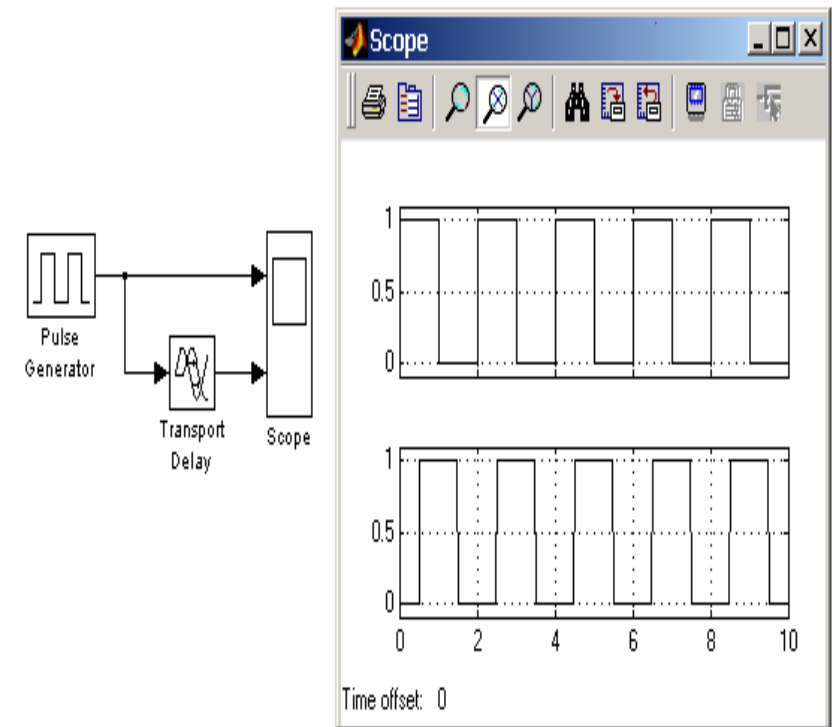 Pulse
Generator
Transport
Delay
Scope
Scope
1
0.5
0
1
0.5
0
0 2 4 6 8 10
Time offset: 0